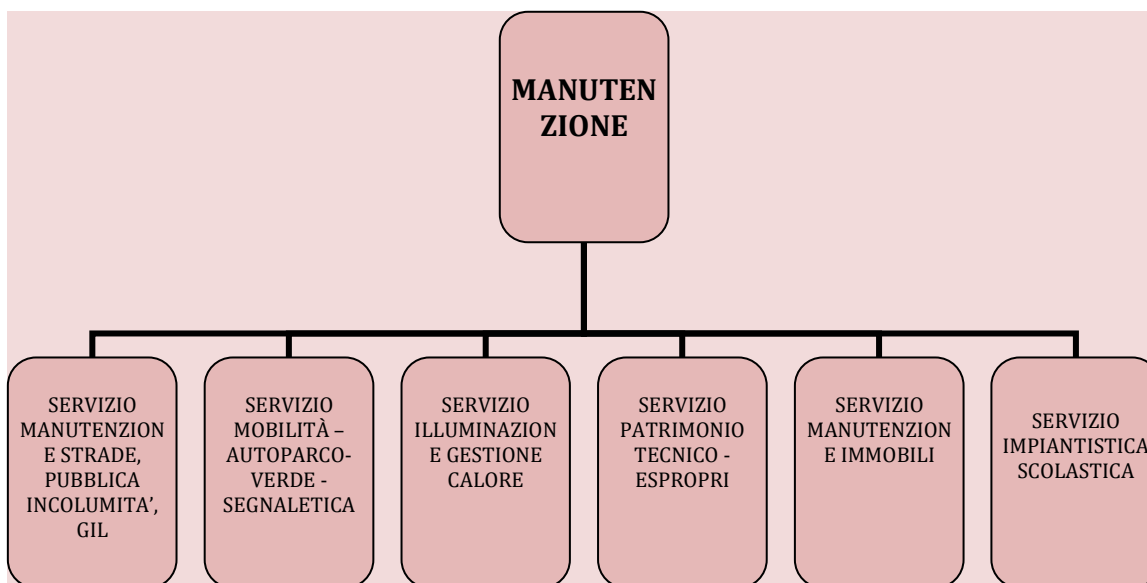 MANUTEN
ZIONE
SERVIZIO
MANUTENZION
E STRADE,
PUBBLICA
INCOLUMITA’,
GIL
SERVIZIO
MOBILITÀ –
AUTOPARCO-
VERDE -
SEGNALETICA
SERVIZIO
ILLUMINAZION
E GESTIONE
CALORE
SERVIZIO
PATRIMONIO
TECNICO -
ESPROPRI
SERVIZIO
MANUTENZION
E IMMOBILI
SERVIZIO
IMPIANTISTICA
SCOLASTICA